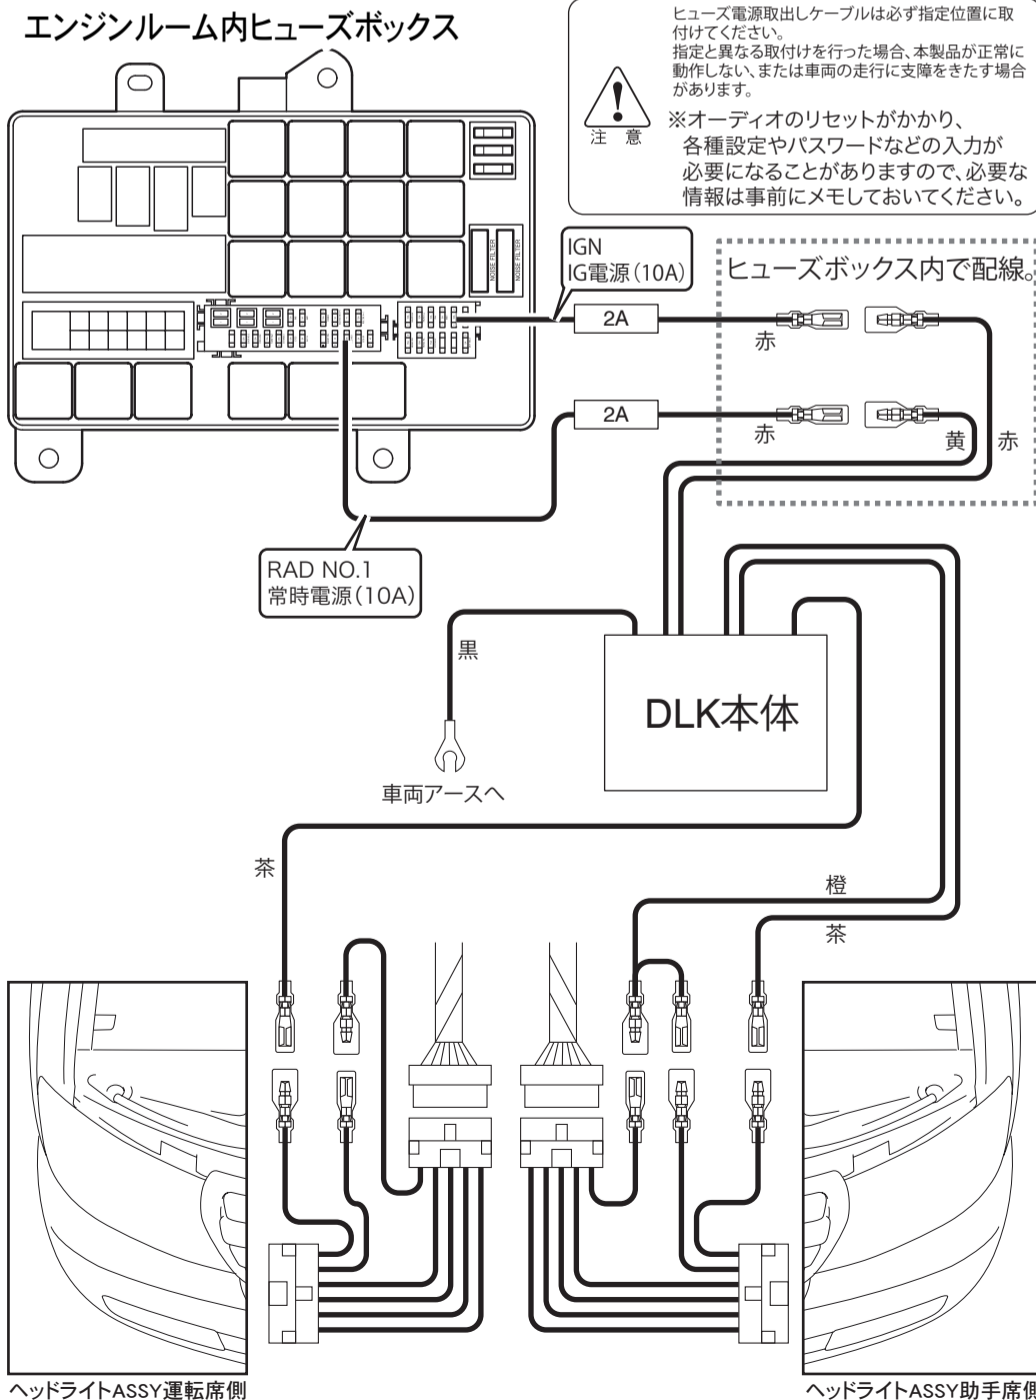 エンジンルーム内ヒューズボックス
ヒューズ電源取出しケーブルは必ず指定位置に取
付けてください。
指定と異なる取付けを行った場合、本製品が正常に
動作しない、または車両の走行に支障をきたす場合
があります。
注 意
※オーディオのリセットがかかり、
各種設定やパスワードなどの入力が
必要になることがありますので、必要な
情報は事前にメモしておいてください。
NOISE FILTER
NOISE FILTER
IGN
IG電源(10A)
ヒューズボックス内で配線。
2A
赤
2A
赤
黄
赤
RAD NO.1
常時電源(10A)
黒
DLK本体
車両アースへ
茶
橙
茶
ヘッドライトASSY運転席側
ヘッドライトASSY助手席側